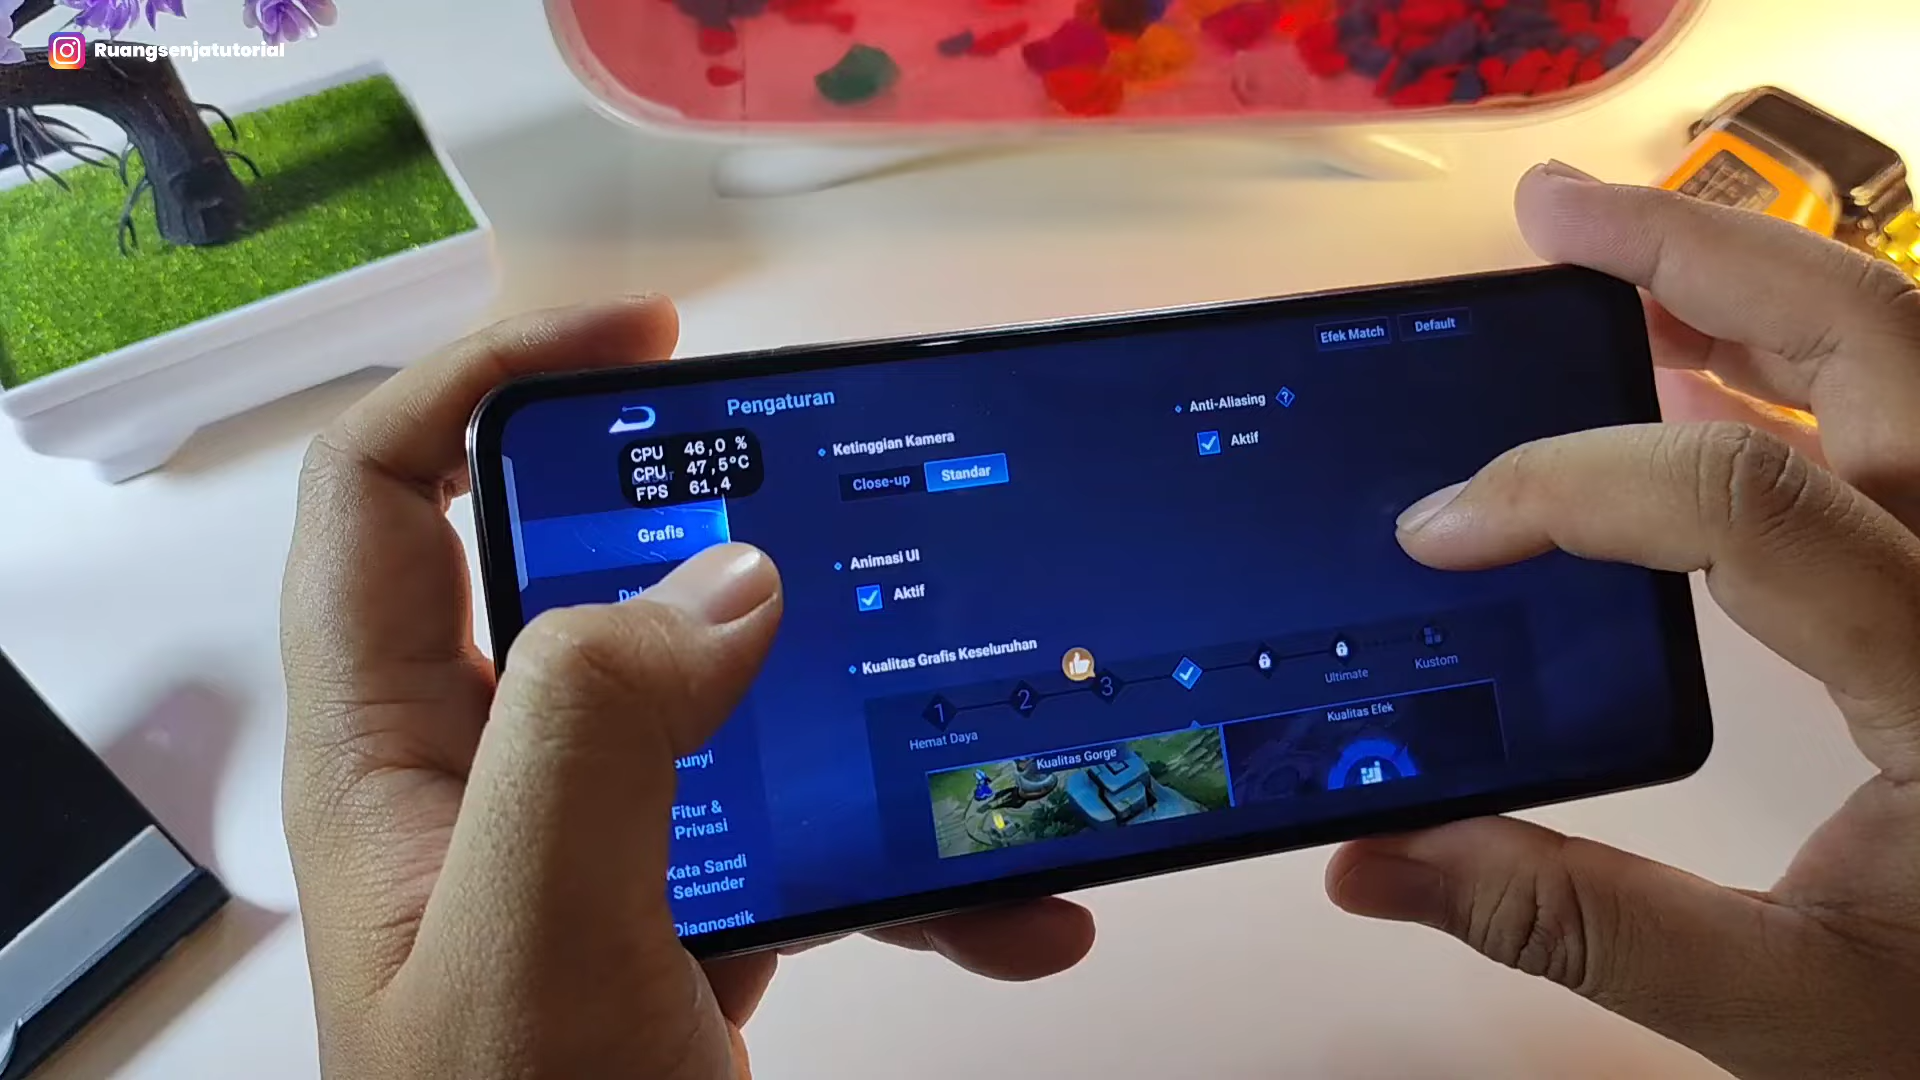 Ruangsenjatutorial
Efek Match
Default
Pengaturan
CPU 46,0 %
CPU 47,5°C
FPS 61,4
Ketinggian Kamera
Close-up
Standar
Anti-Aliasing ?
Aktif
Grafis
Animasi UI
Aktif
Kualitas Grafis Keseluruhan
1
2
3
Hemat Daya
Ultimate
Kustom
Kualitas Gorge
Kualitas Efek
Bunyi
Fitur &
Privasi
Kata Sandi
Sekunder
Diagnostik